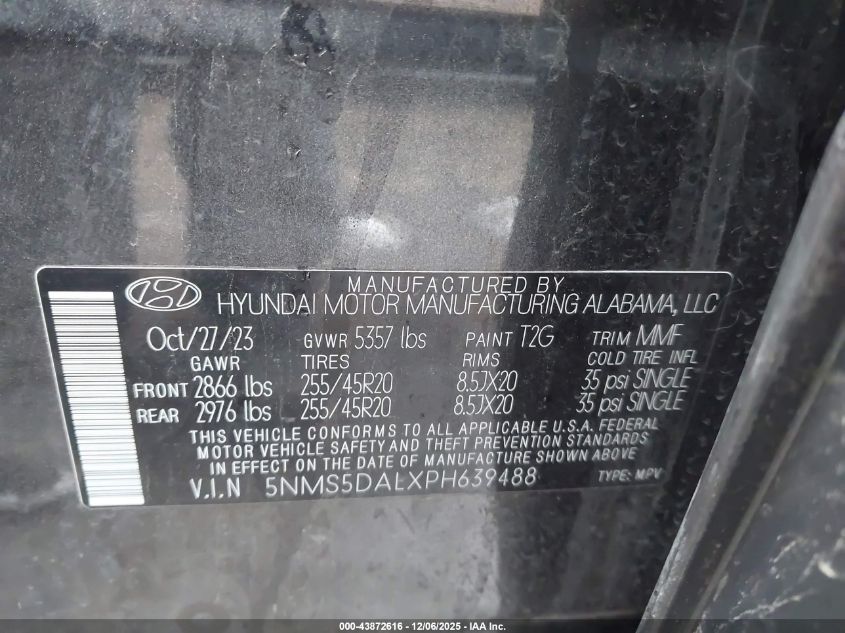 MANUFACTURED BY
HYUNDAI MOTOR MANUFACTURING ALABAMA, LLC
Oct/27/23 GVWR 5357 lbs PAINT T2G TRIM MMF
GAWR TIRES RIMS COLD TIRE INFL
FRONT 2866 lbs 255/45R20 8.5JX20 35 psi SINGLE
REAR 2976 lbs 255/45R20 8.5JX20 35 psi SINGLE
THIS VEHICLE CONFORMS TO ALL APPLICABLE U.S.A. FEDERAL
MOTOR VEHICLE SAFETY AND THEFT PREVENTION STANDARDS
IN EFFECT ON THE DATE OF MANUFACTURE SHOWN ABOVE.
V.I.N 5NMS5DALXPH639488 TYPE: MPV
000-43872616 - 12/06/2025 - IAA Inc.